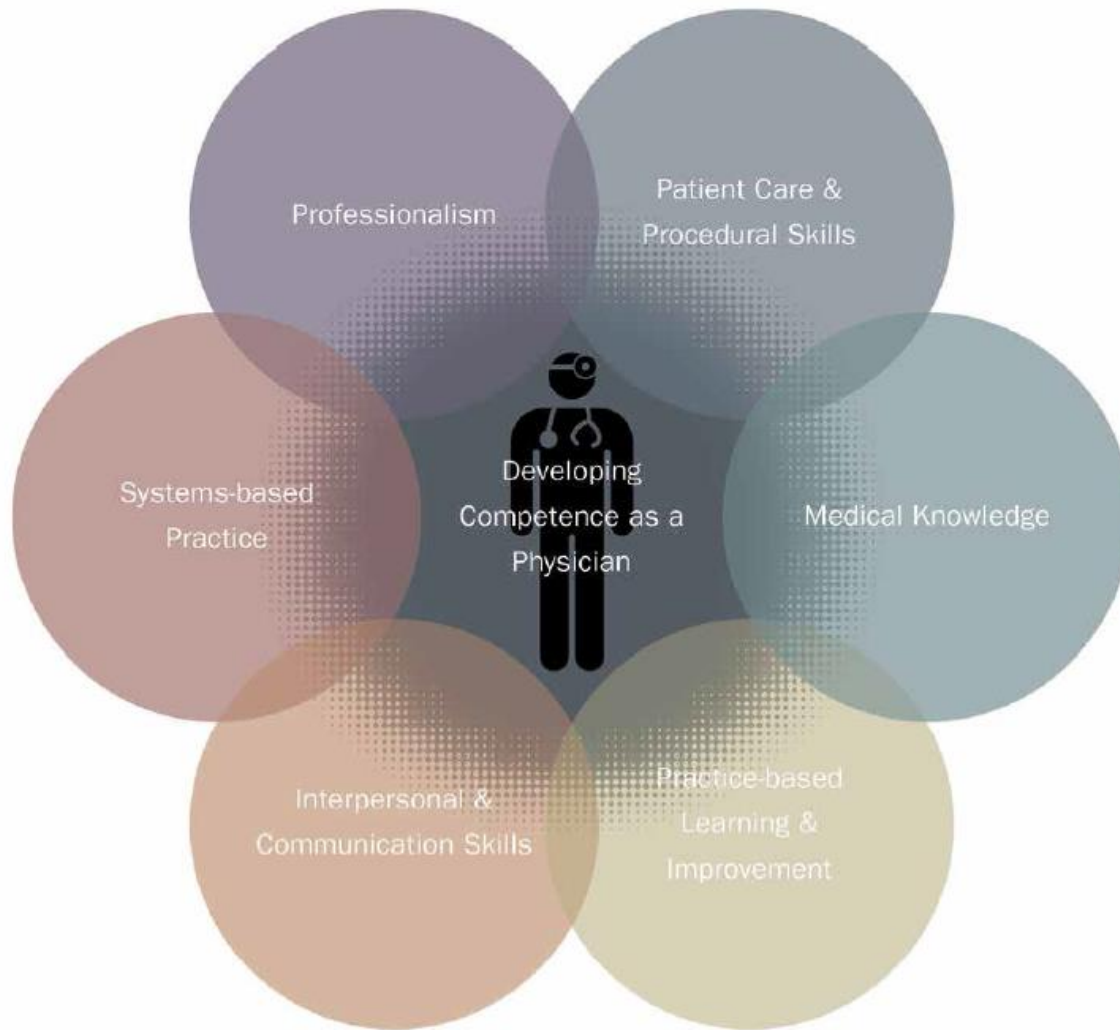 Professionalism
Patient Care &
Procedural Skills
Systems-based
Practice
Developing
Competence as a
Physician
Medical Knowledge
Interpersonal &
Communication Skills
Practice-based
Learning &
Improvement